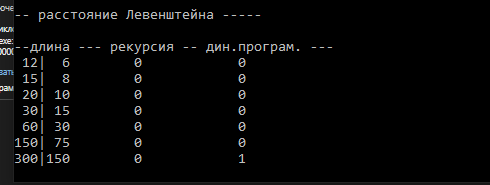 -- расстояние Левенштейна -----
--длина --- рекурсия -- дин.програм. ---
12| 6 0 0
15| 8 0 0
20| 10 0 0
30| 15 0 0
60| 30 0 0
150| 75 0 0
300|150 0 1